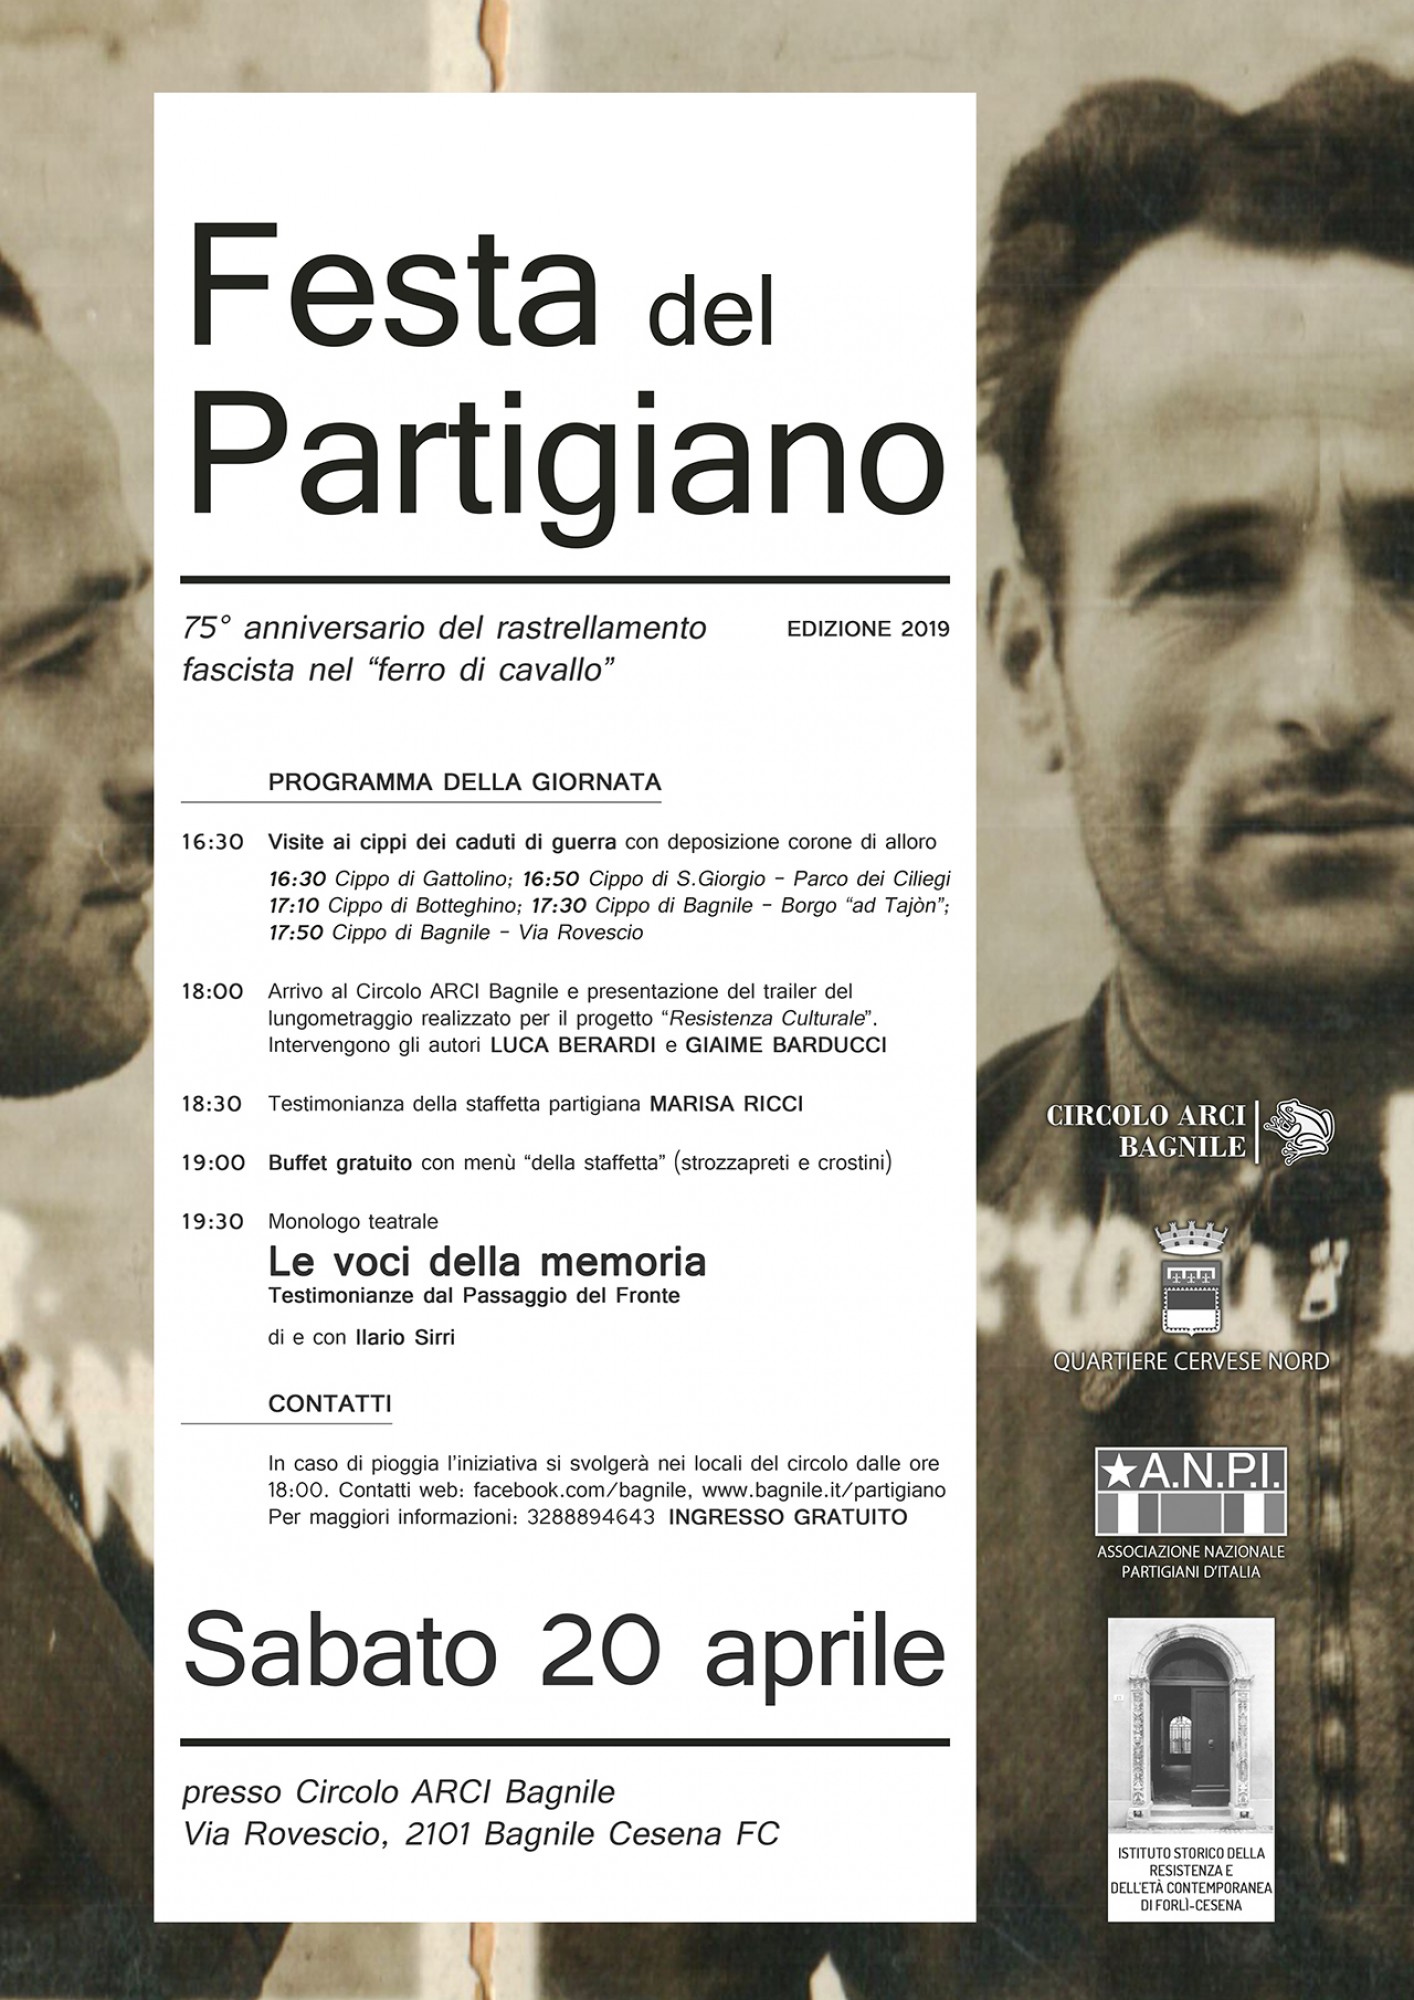 Festa del
Partigiano
75° anniversario del rastrellamento
fascista nel “ferro di cavallo”
EDIZIONE 2019
PROGRAMMA DELLA GIORNATA
16:30 Visite ai cippi dei caduti di guerra con deposizione corone di alloro
16:30 Cippo di Gattolino; 16:50 Cippo di S.Giorgio – Parco dei Ciliegi
17:10 Cippo di Botteghino; 17:30 Cippo di Bagnile – Borgo “ad Tajòn”;
17:50 Cippo di Bagnile – Via Rovescio
18:00 Arrivo al Circolo ARCI Bagnile e presentazione del trailer del
lungometraggio realizzato per il progetto “Resistenza Culturale”.
Intervengono gli autori LUCA BERARDI e GIAIME BARDUCCI
18:30 Testimonianza della staffetta partigiana MARISA RICCI
19:00 Buffet gratuito con menù “della staffetta” (strozzapreti e crostini)
19:30 Monologo teatrale
Le voci della memoria
Testimonianze dal Passaggio del Fronte
di e con Ilario Sirri
CONTATTI
In caso di pioggia l’iniziativa si svolgerà nei locali del circolo dalle ore
18:00. Contatti web: facebook.com/bagnile, www.bagnile.it/partigiano
Per maggiori informazioni: 3288894643 INGRESSO GRATUITO
Sabato 20 aprile
presso Circolo ARCI Bagnile
Via Rovescio, 2101 Bagnile Cesena FC
CIRCOLO ARCI
BAGNILE
QUARTIERE CERVESE NORD
A.N.P.I.
ASSOCIAZIONE NAZIONALE
PARTIGIANI D’ITALIA
ISTITUTO STORICO DELLA
RESISTENZA E
DELL’ETÀ CONTEMPORANEA
DI FORLÌ-CESENA